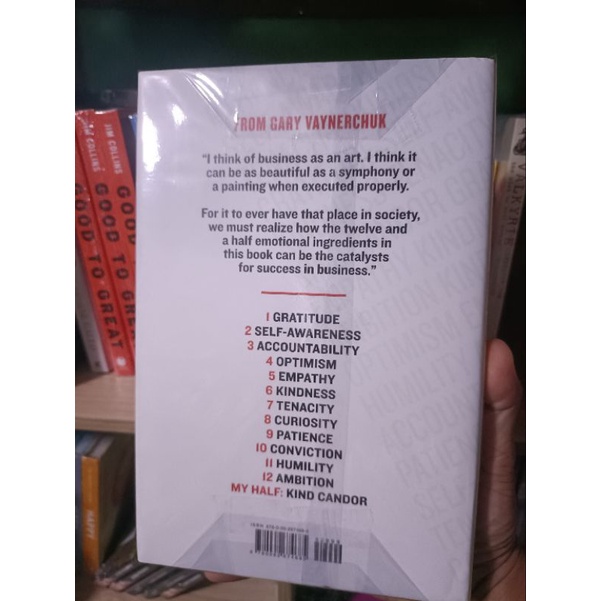 FROM GARY VAYNERCHUK
“I think of business as an art. I think it
can be as beautiful as a symphony or
a painting when executed properly.
For it to ever have that place in society,
we must realize how the twelve and
a half emotional ingredients in
this book can be the catalysts
for success in business.”
1 GRATITUDE
2 SELF-AWARENESS
3 ACCOUNTABILITY
4 OPTIMISM
5 EMPATHY
6 KINDNESS
7 TENACITY
8 CURIOSITY
9 PATIENCE
10 CONVICTION
11 HUMILITY
12 AMBITION
MY HALF: KIND CANDOR
JIM COLLINS
GOOD TO GREAT
JIM COLLINS
GOOD TO GREAT
VALKYRIE
HAPPY